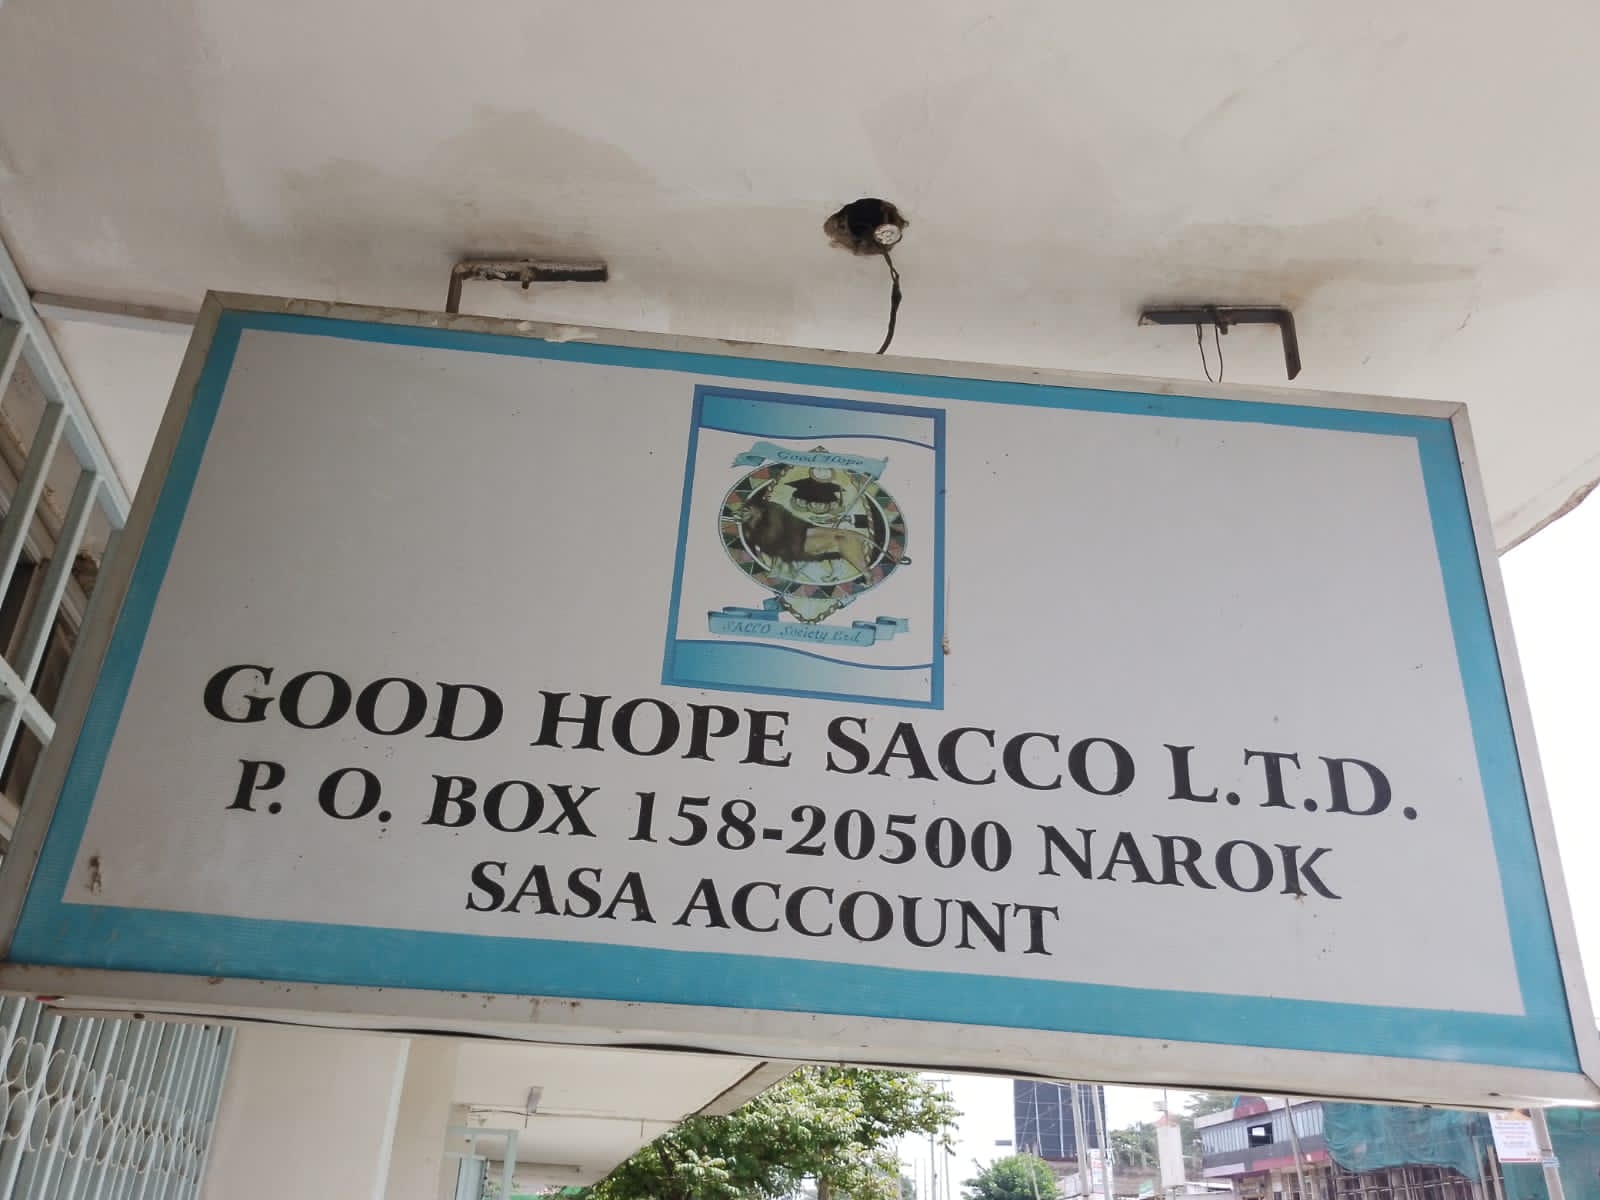 Good Hope
SACCO Society Ltd
GOOD HOPE SACCO L.T.D.
P. O. BOX 158-20500 NAROK
SASA ACCOUNT